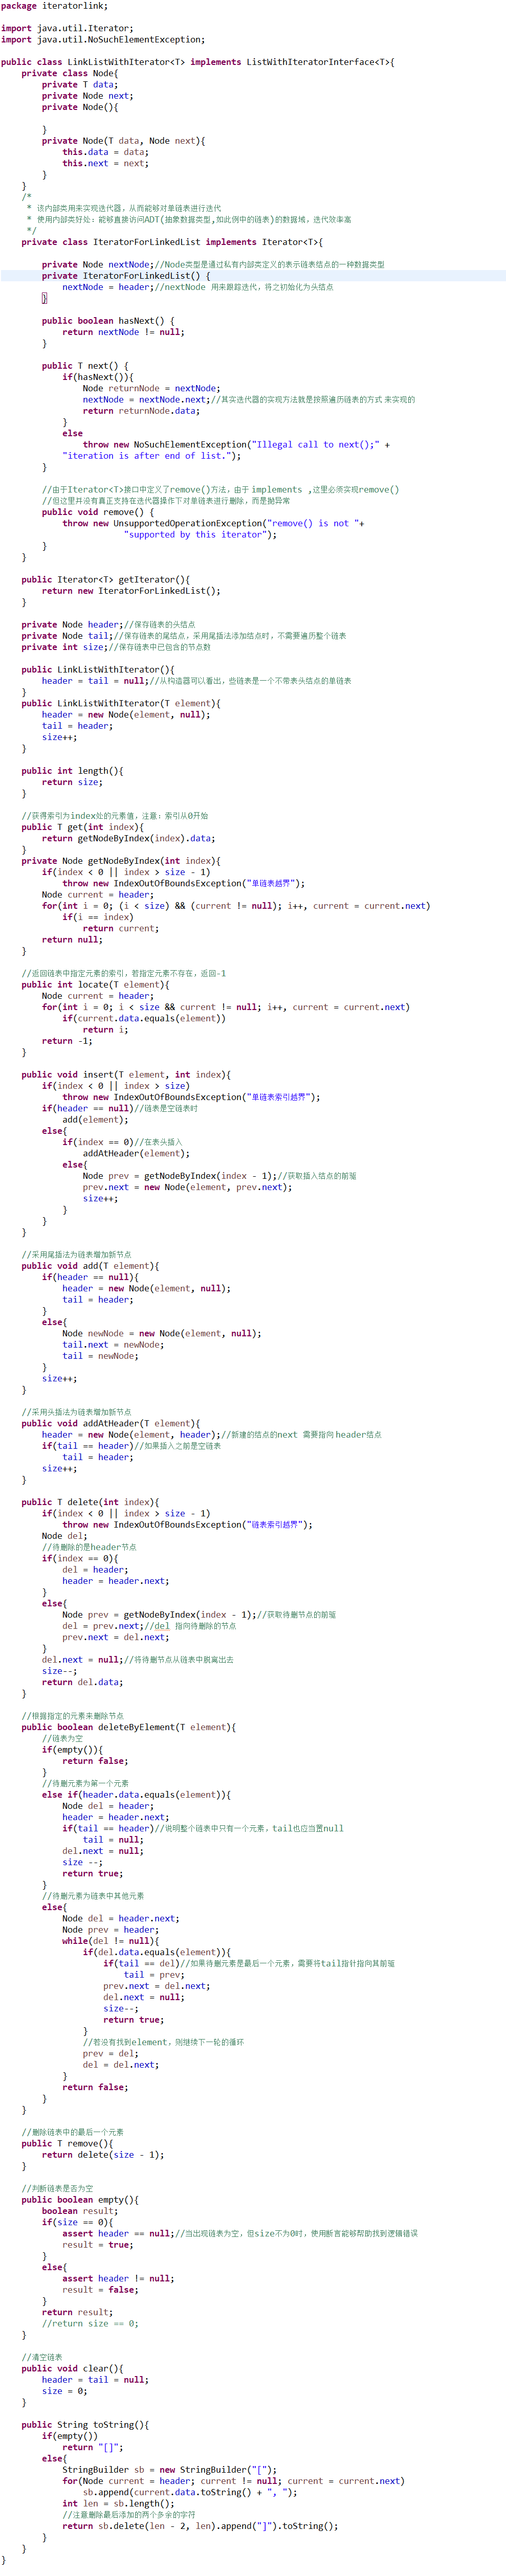 package iteratorlink;

import java.util.Iterator;
import java.util.NoSuchElementException;

public class LinkListWithIterator<T> implements ListWithIteratorInterface<T>{
    private class Node{
        private T data;
        private Node next;
        private Node(){

        }
        private Node(T data, Node next){
            this.data = data;
            this.next = next;
        }
    }
    /*
     * 该内部类用来实现迭代器，从而能够对单链表进行迭代
     * 使用内部类好处：能够直接访问ADT(抽象数据类型,如此例中的链表)的数据域，迭代效率高
     */
    private class IteratorForLinkedList implements Iterator<T>{

        private Node nextNode;//Node类型是通过私有内部类定义的表示链表结点的一种数据类型
        private IteratorForLinkedList() {
            nextNode = header;//nextNode 用来跟踪迭代，将之初始化为头结点
        }

        public boolean hasNext() {
            return nextNode != null;
        }

        public T next() {
            if(hasNext()){
                Node returnNode = nextNode;
                nextNode = nextNode.next;//其实迭代器的实现方法就是按照遍历链表的方式 来实现的
                return returnNode.data;
            }
            else
                throw new NoSuchElementException("Illegal call to next();" +
            "iteration is after end of list.");
        }

        //由于Iterator<T>接口中定义了remove()方法，由于 implements ,这里必须实现remove()
        //但这里并没有真正支持在迭代器操作下对单链表进行删除，而是抛异常
        public void remove() {
            throw new UnsupportedOperationException("remove() is not "+
                        "supported by this iterator");
        }
    }

    public Iterator<T> getIterator(){
        return new IteratorForLinkedList();
    }

    private Node header;//保存链表的头结点
    private Node tail;//保存链表的尾结点，采用尾插法添加结点时，不需要遍历整个链表
    private int size;//保存链表中已包含的节点数

    public LinkListWithIterator(){
        header = tail = null;//从构造器可以看出，些链表是一个不带表头结点的单链表
    }
    public LinkListWithIterator(T element){
        header = new Node(element, null);
        tail = header;
        size++;
    }

    public int length(){
        return size;
    }

    //获得索引为index处的元素值，注意：索引从0开始
    public T get(int index){
        return getNodeByIndex(index).data;
    }
    private Node getNodeByIndex(int index){
        if(index < 0 || index > size - 1)
            throw new IndexOutOfBoundsException("单链表越界");
        Node current = header;
        for(int i = 0; (i < size) && (current != null); i++, current = current.next)
            if(i == index)
                return current;
        return null;
    }

    //返回链表中指定元素的索引，若指定元素不存在，返回-1
    public int locate(T element){
        Node current = header;
        for(int i = 0; i < size && current != null; i++, current = current.next)
            if(current.data.equals(element))
                return i;
        return -1;
    }

    public void insert(T element, int index){
        if(index < 0 || index > size)
            throw new IndexOutOfBoundsException("单链表索引越界");
        if(header == null)//链表是空链表时
            add(element);
        else{
            if(index == 0)//在表头插入
                addAtHeader(element);
            else{
                Node prev = getNodeByIndex(index - 1);//获取插入结点的前驱
                prev.next = new Node(element, prev.next);
                size++;
            }
        }
    }

    //采用尾插法为链表增加新节点
    public void add(T element){
        if(header == null){
            header = new Node(element, null);
            tail = header;
        }
        else{
            Node newNode = new Node(element, null);
            tail.next = newNode;
            tail = newNode;
        }
        size++;
    }

    //采用头插法为链表增加新节点
    public void addAtHeader(T element){
        header = new Node(element, header);//新建的结点的next 需要指向 header结点
        if(tail == header)//如果插入之前是空链表
            tail = header;
        size++;
    }

    public T delete(int index){
        if(index < 0 || index > size - 1)
            throw new IndexOutOfBoundsException("链表索引越界");
        Node del;
        //待删除的是header节点
        if(index == 0){
            del = header;
            header = header.next;
        }
        else{
            Node prev = getNodeByIndex(index - 1);//获取待删节点的前驱
            del = prev.next;//del 指向待删除的节点
            prev.next = del.next;
        }
        del.next = null;//将待删节点从链表中脱离出去
        size--;
        return del.data;
    }

    //根据指定的元素来删除节点
    public boolean deleteByElement(T element){
        //链表为空
        if(empty()){
            return false;
        }
        //待删元素为第一个元素
        else if(header.data.equals(element)){
            Node del = header;
            header = header.next;
            if(tail == header)//说明整个链表中只有一个元素，tail也应当置null
                tail = null;
            del.next = null;
            size --;
            return true;
        }
        //待删元素为链表中其他元素
        else{
            Node del = header.next;
            Node prev = header;
            while(del != null){
                if(del.data.equals(element)){
                    if(tail == del)//如果待删元素是最后一个元素，需要将tail指针指向其前驱
                        tail = prev;
                    prev.next = del.next;
                    del.next = null;
                    size--;
                    return true;
                }
                //若没有找到element，则继续下一轮的循环
                prev = del;
                del = del.next;
            }
            return false;
        }
    }

    //删除链表中的最后一个元素
    public T remove(){
        return delete(size - 1);
    }

    //判断链表是否为空
    public boolean empty(){
        boolean result;
        if(size == 0){
            assert header == null;//当出现链表为空，但size不为0时，使用断言能够帮助找到逻辑错误
            result = true;
        }
        else{
            assert header != null;
            result = false;
        }
        return result;
        //return size == 0;
    }

    //清空链表
    public void clear(){
        header = tail = null;
        size = 0;
    }

    public String toString(){
        if(empty())
            return "[]";
        else{
            StringBuilder sb = new StringBuilder("[");
            for(Node current = header; current != null; current = current.next)
                sb.append(current.data.toString() + ", ");
            int len = sb.length();
            //注意删除最后添加的两个多余的字符
            return sb.delete(len - 2, len).append("]").toString();
        }
    }
}